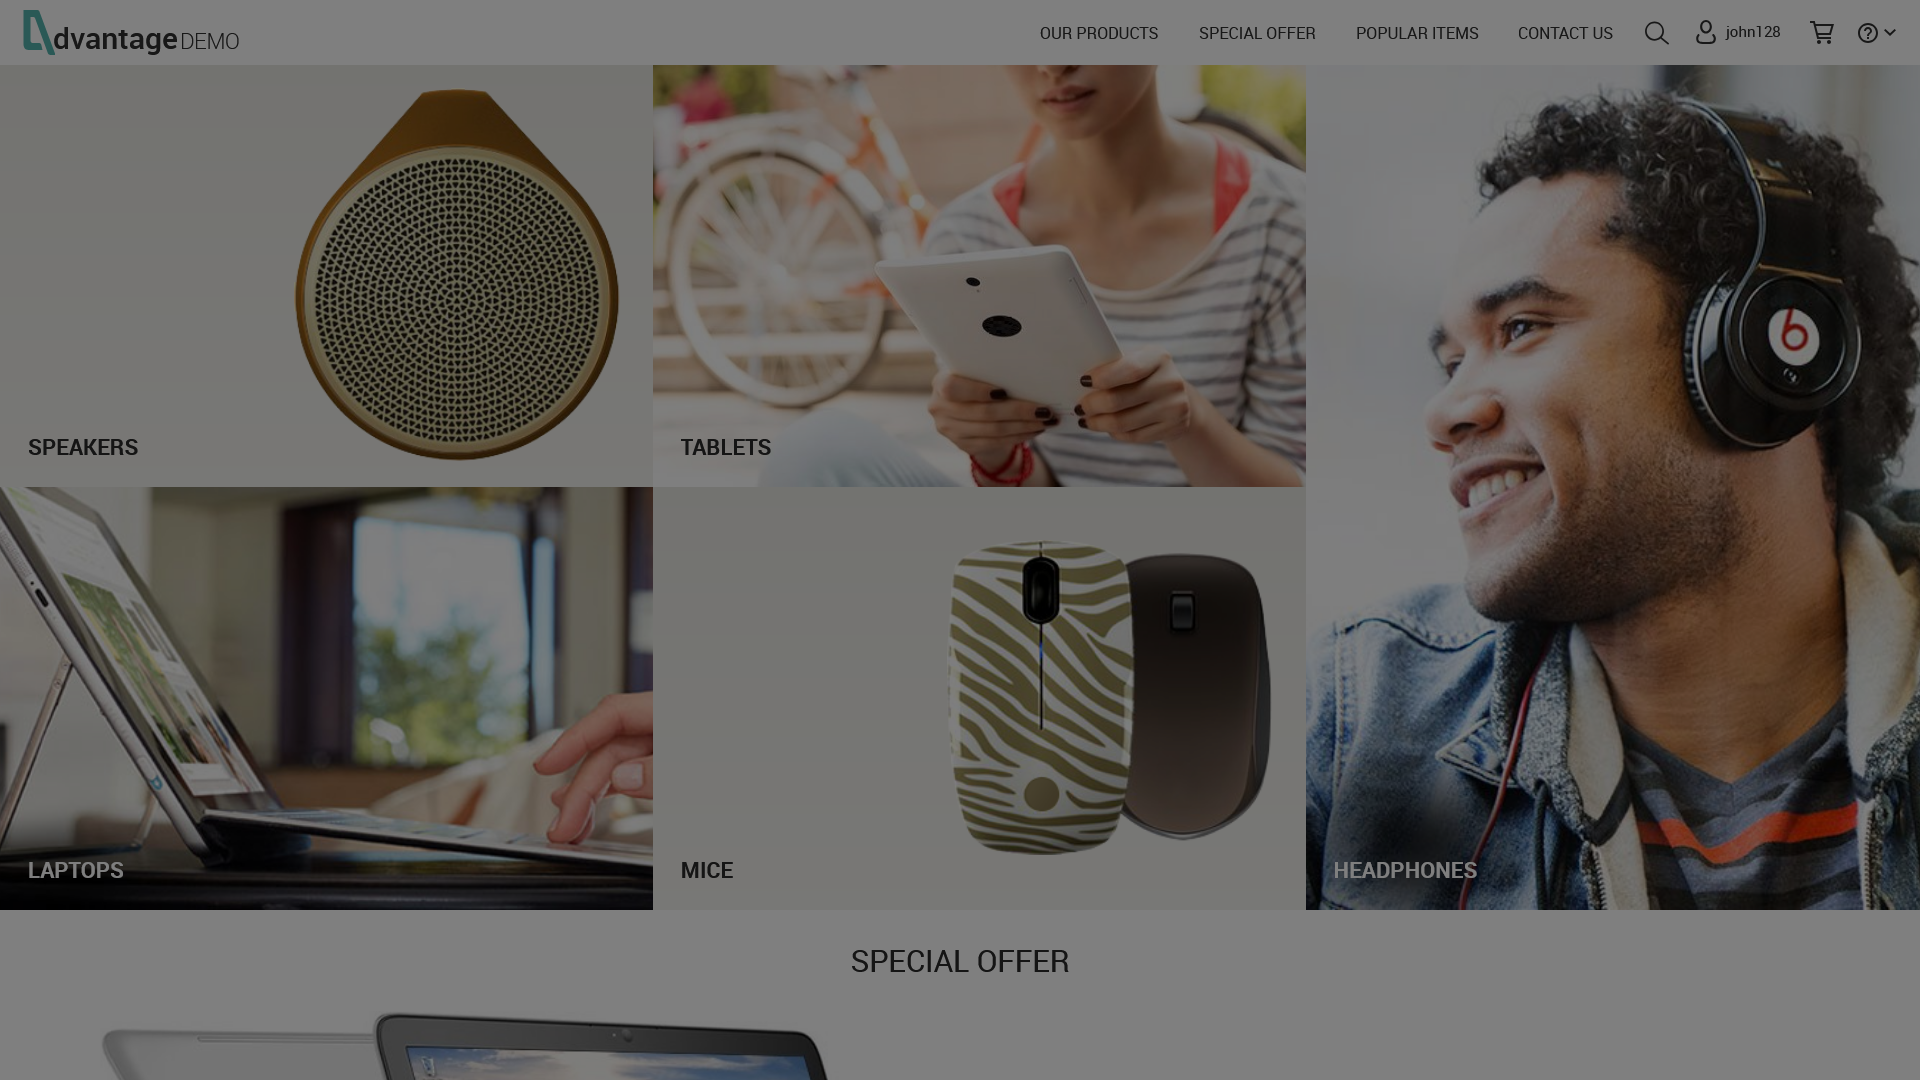 dvantage DEMO
OUR PRODUCTS SPECIAL OFFER POPULAR ITEMS CONTACT US john128
SPEAKERS
TABLETS
LAPTOPS
MICE
HEADPHONES
SPECIAL OFFER